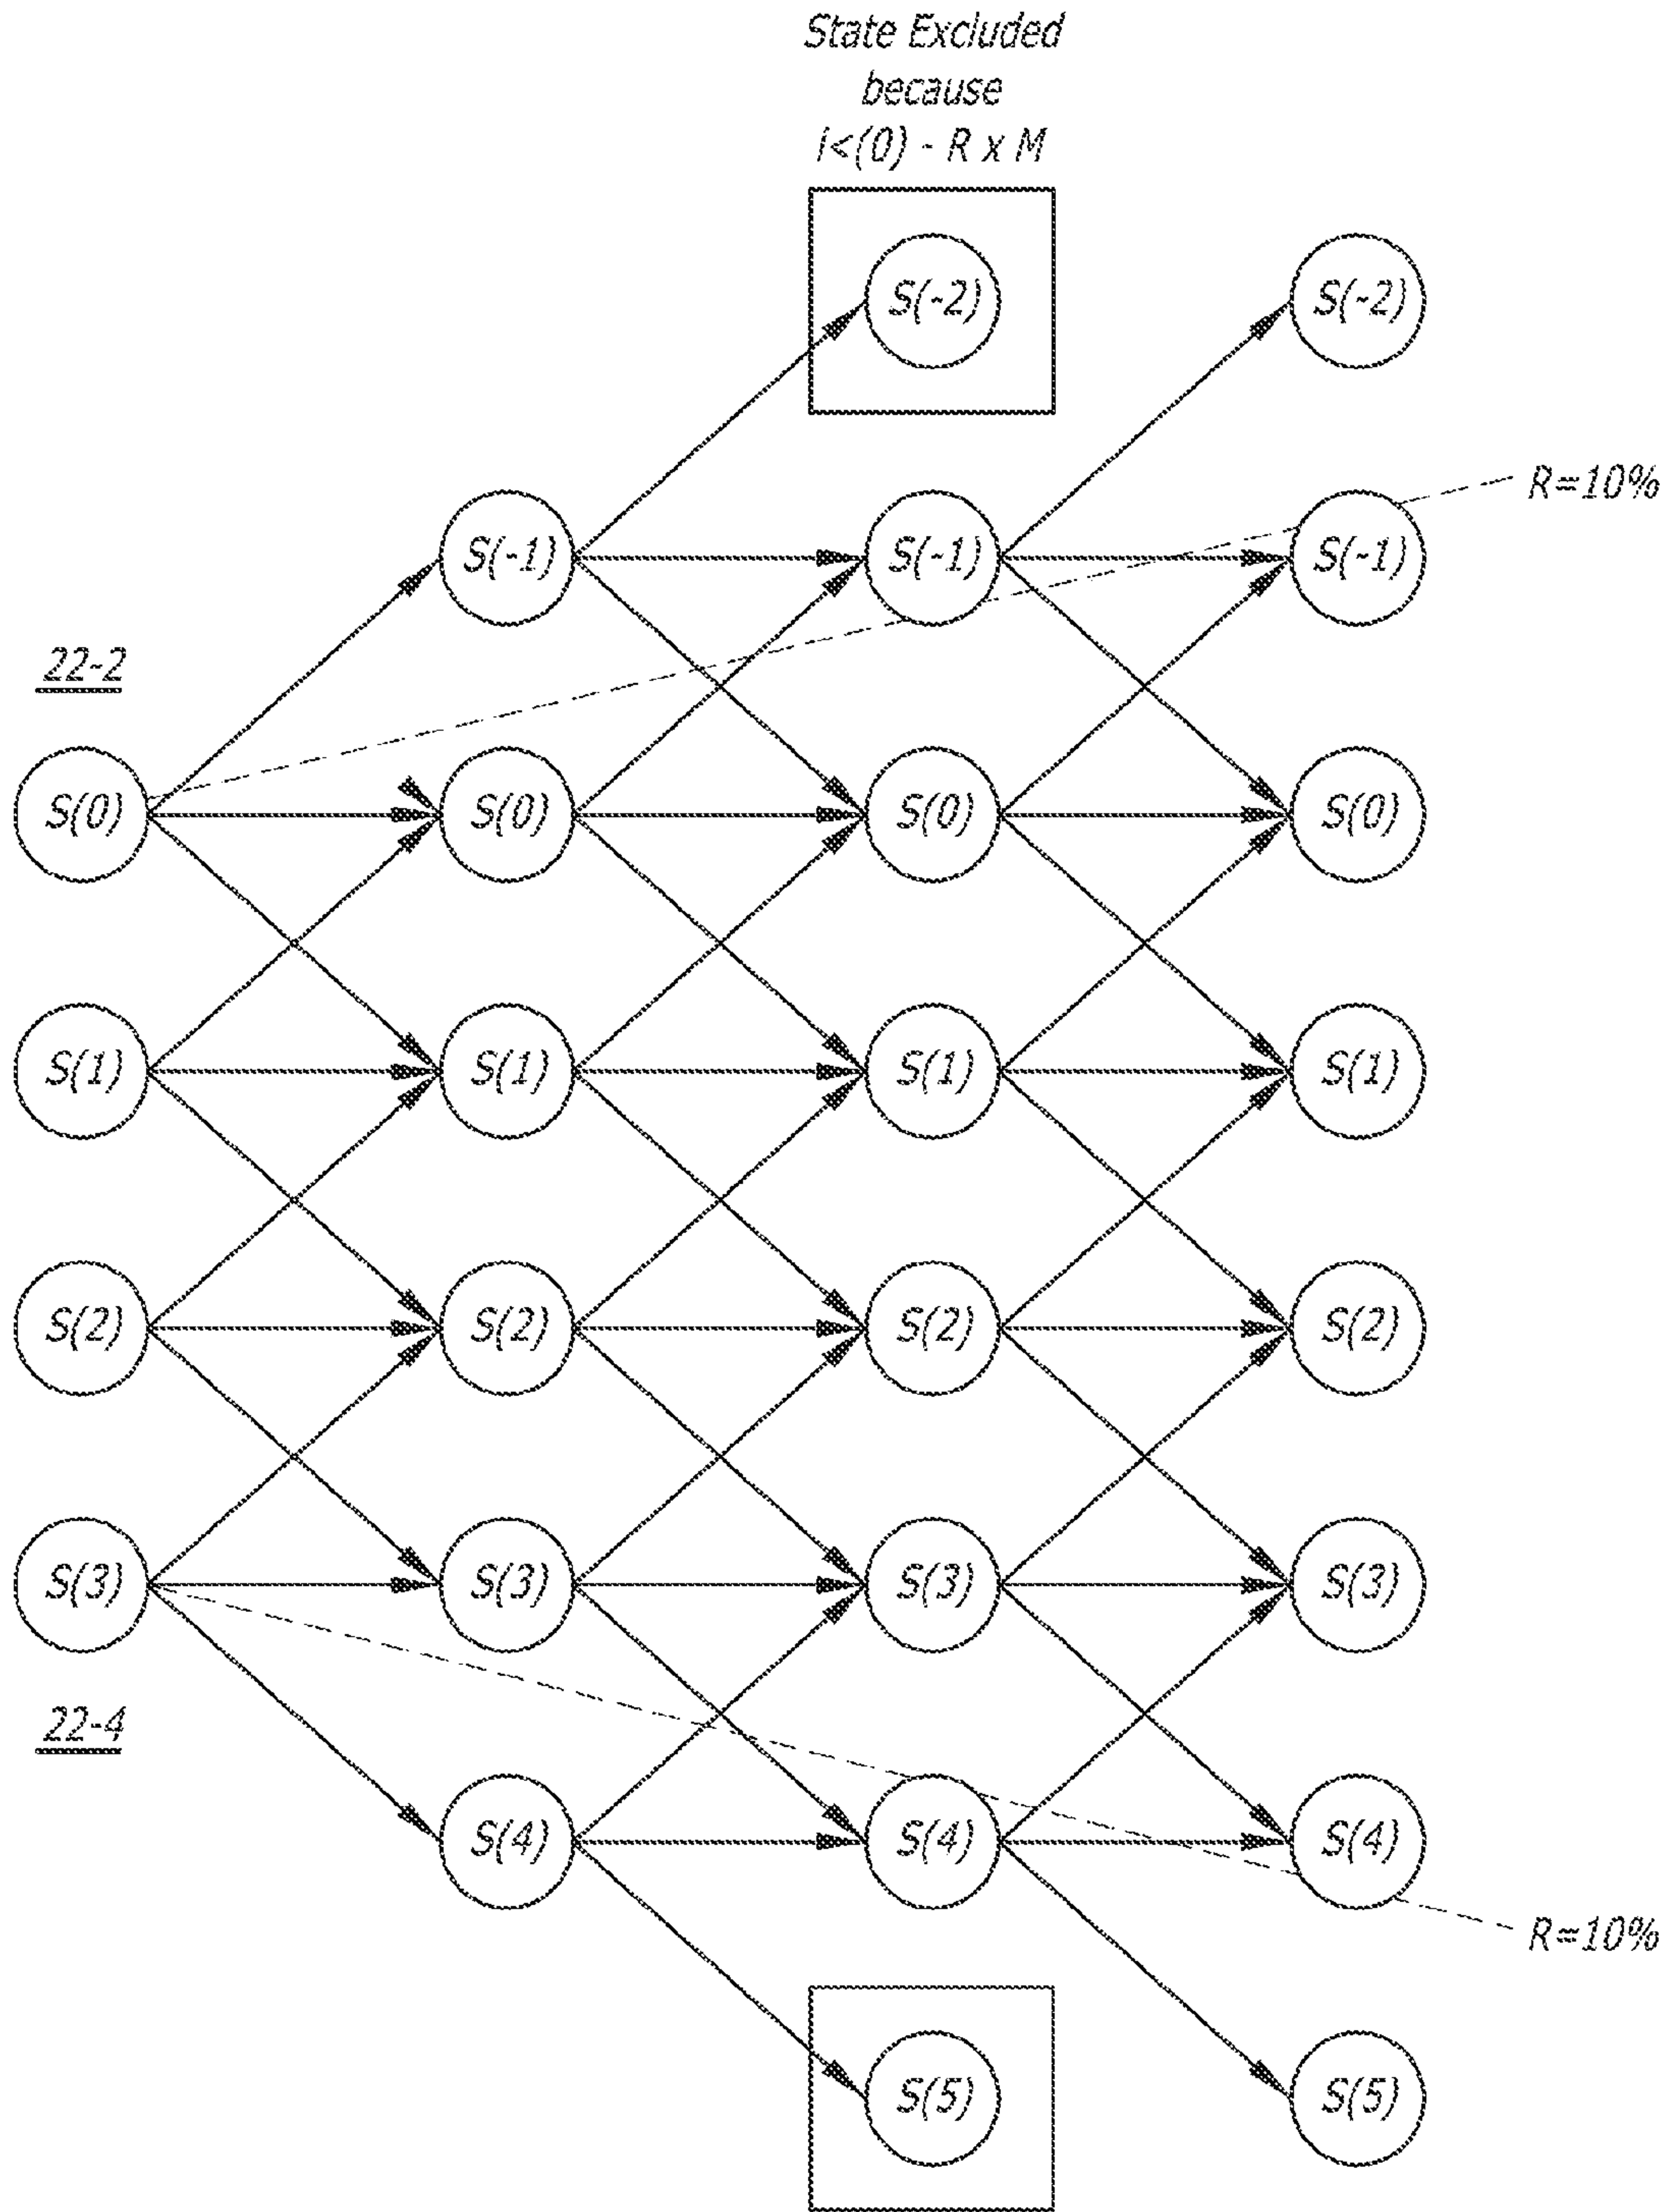 State Excluded
because
i<(0) - R x M
S(-2)
S(-2)
R=10%
S(-1)
S(-1)
S(-1)
22-2
S(0)
S(0)
S(0)
S(0)
S(1)
S(1)
S(1)
S(1)
S(2)
S(2)
S(2)
S(2)
S(3)
S(3)
S(3)
S(3)
22-4
S(4)
S(4)
S(4)
R=10%
S(5)
S(5)